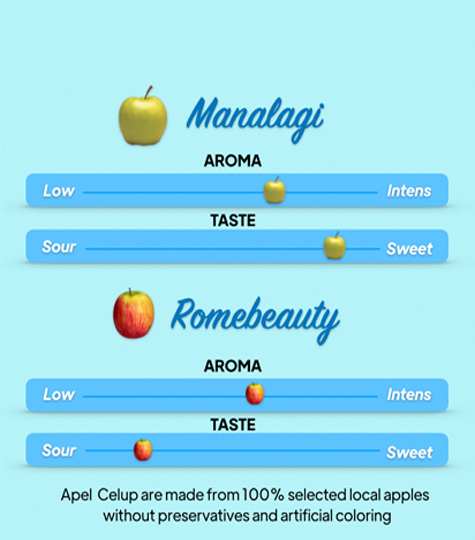 Manalagi
AROMA
Low Intens
TASTE
Sour Sweet
Romebeauty
AROMA
Low Intens
TASTE
Sour Sweet
Apel Celup are made from 100% selected local apples
without preservatives and artificial coloring